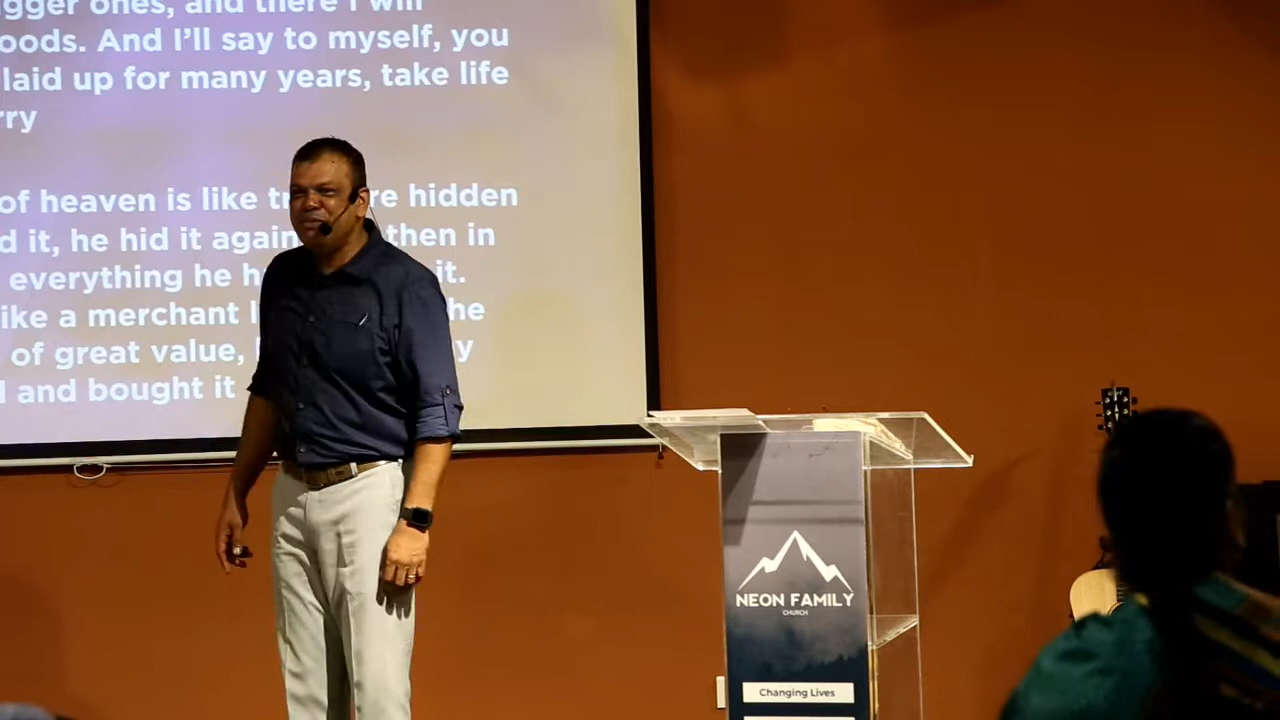 gger ones, and there I will
oods. And I'll say to myself, you
laid up for many years, take life
rry
of heaven is like tr re hidden
d it, he hid it again then in
everything he h it.
ike a merchant l he
of great value, y
l and bought it
NEON FAMILY
CHURCH
Changing Lives